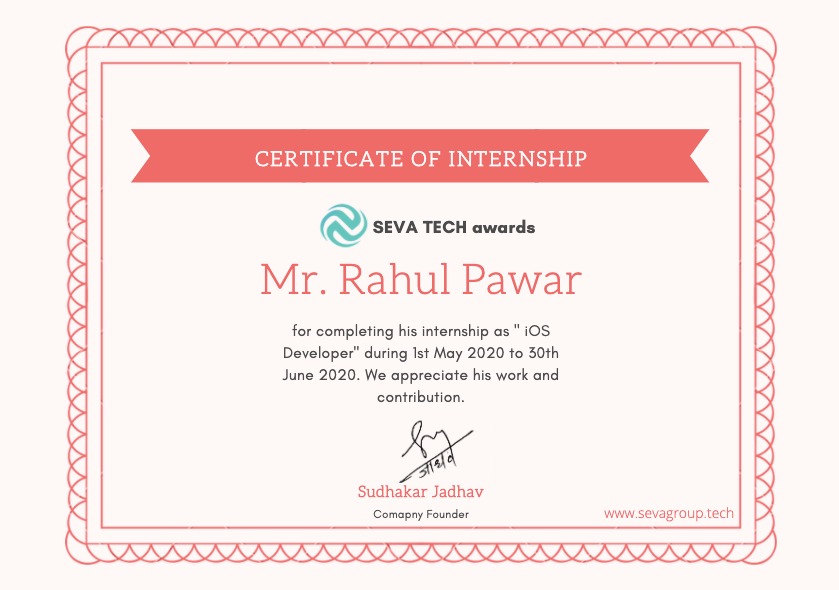 CERTIFICATE OF INTERNSHIP
SEVA TECH awards
Mr. Rahul Pawar
for completing his internship as " iOS
Developer" during 1st May 2020 to 30th
June 2020. We appreciate his work and
contribution.
Sudhakar Jadhav
Comapny Founder
www.sevagroup.tech